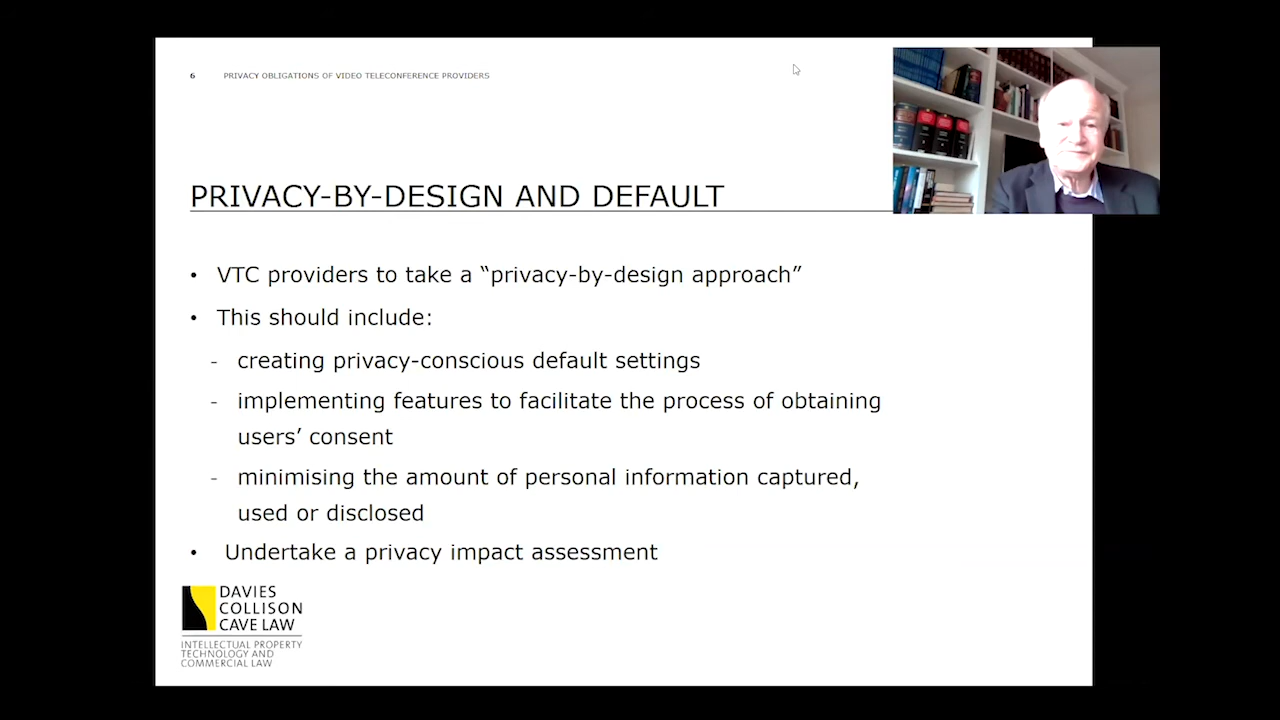 6 PRIVACY OBLIGATIONS OF VIDEO TELECONFERENCE PROVIDERS
PRIVACY-BY-DESIGN AND DEFAULT
• VTC providers to take a “privacy-by-design approach”
• This should include:
- creating privacy-conscious default settings
- implementing features to facilitate the process of obtaining
users’ consent
- minimising the amount of personal information captured,
used or disclosed
• Undertake a privacy impact assessment
DAVIES
COLLISON
CAVE LAW
INTELLECTUAL PROPERTY
TECHNOLOGY AND
COMMERCIAL LAW